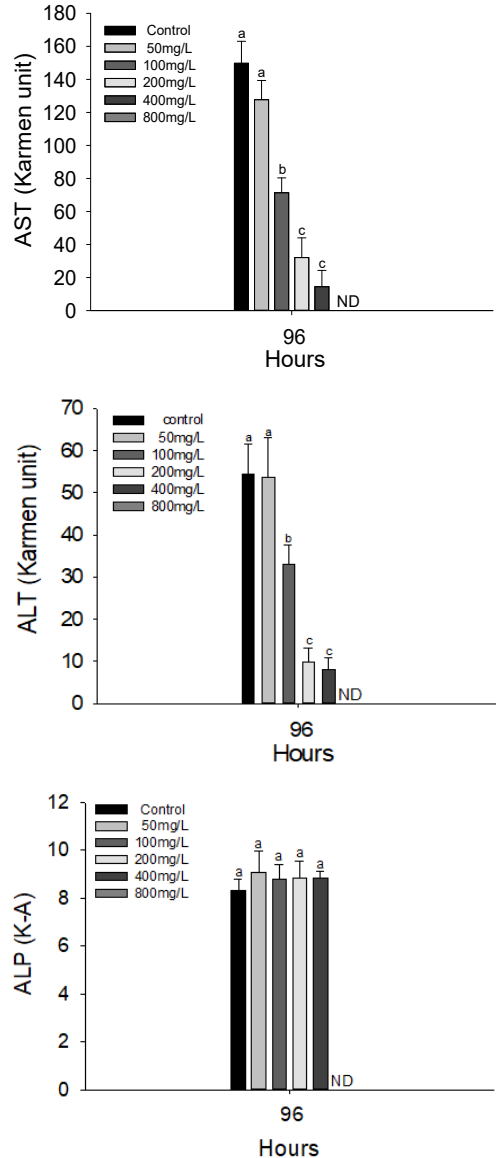 AST (Karmen unit)
180
160
140
120
100
80
60
40
20
0
Control
50mg/L
100mg/L
200mg/L
400mg/L
800mg/L
a
a
b
c
c
ND
96
Hours
ALT (Karmen unit)
70
60
50
40
30
20
10
0
control
50mg/L
100mg/L
200mg/L
400mg/L
800mg/L
a
a
b
c
c
ND
96
Hours
ALP (K-A)
12
10
8
6
4
2
0
Control
50mg/L
100mg/L
200mg/L
400mg/L
800mg/L
a
a
a
a
a
ND
96
Hours